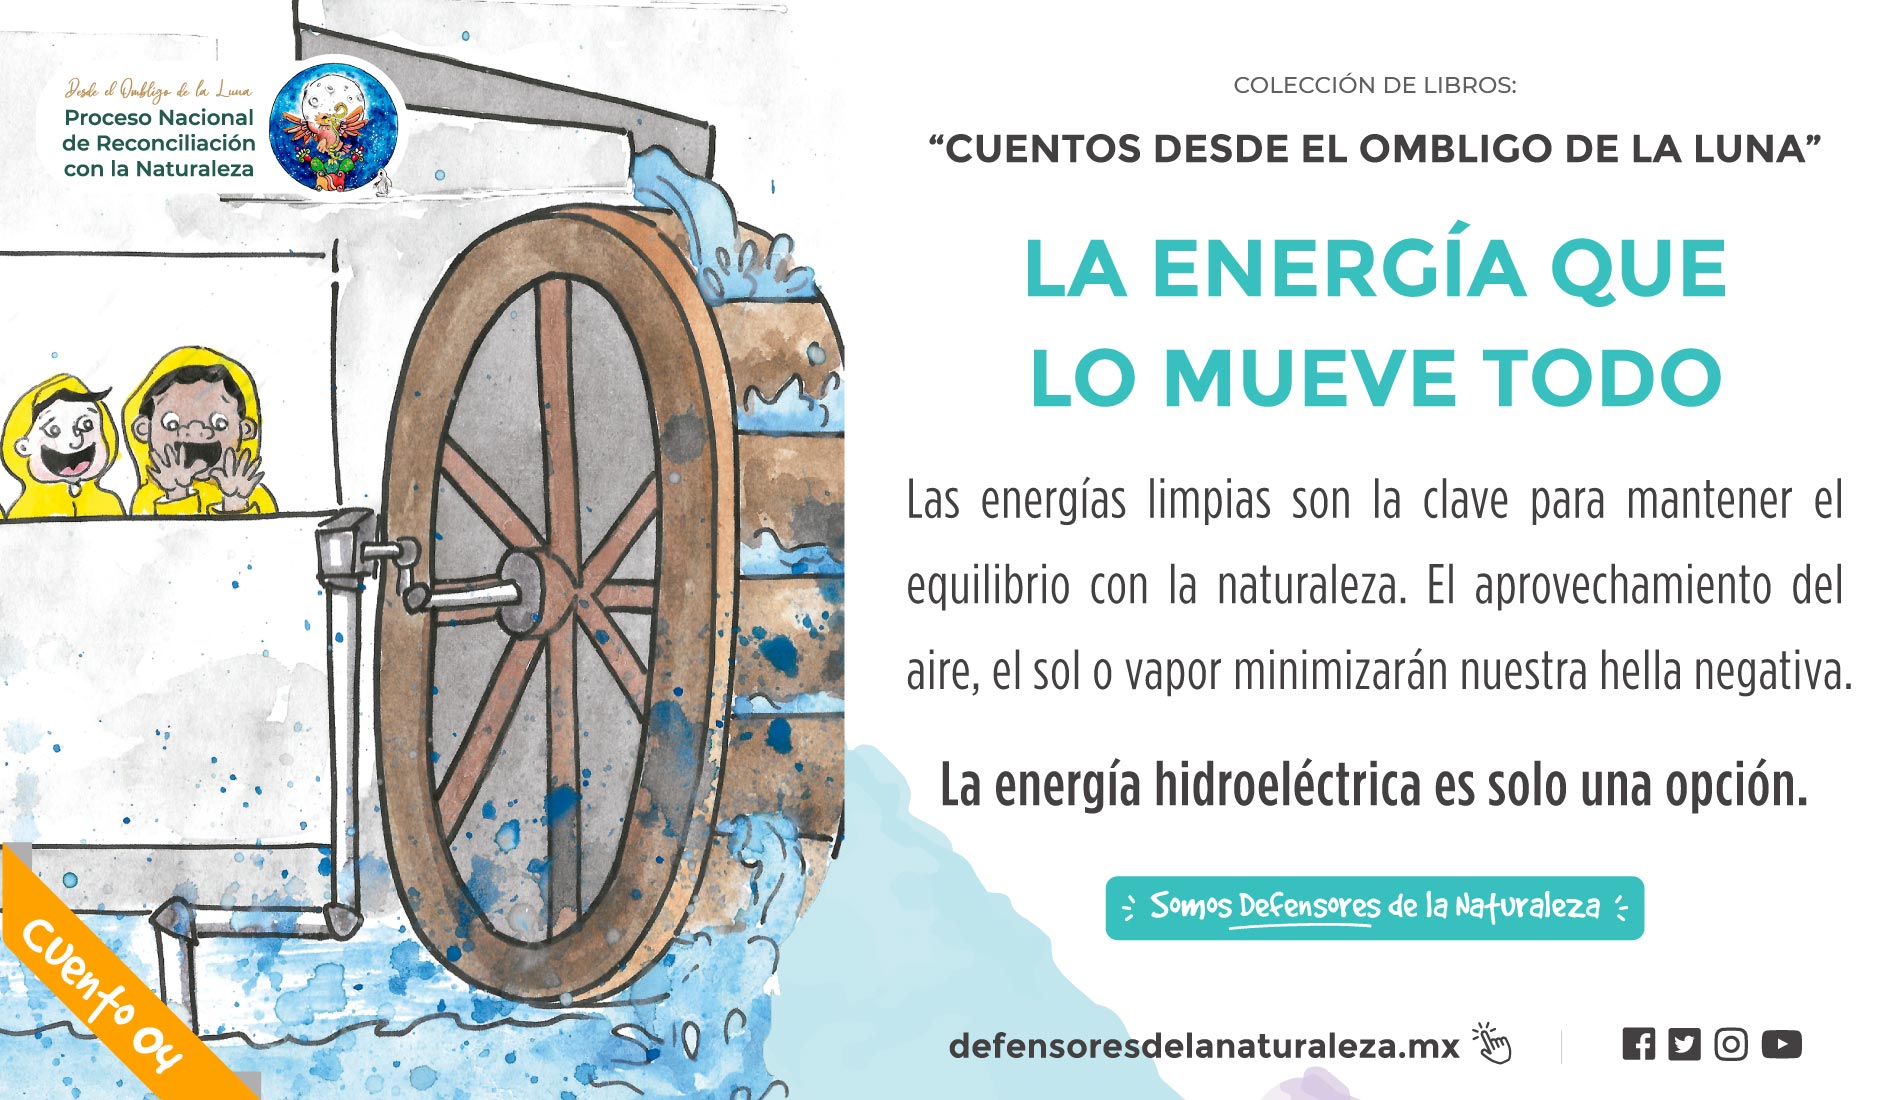 Desde el Ombligo de la Luna
Proceso Nacional
de Reconciliación
con la Naturaleza
COLECCIÓN DE LIBROS:
“CUENTOS DESDE EL OMBLIGO DE LA LUNA”
LA ENERGÍA QUE
LO MUEVE TODO
Las energías limpias son la clave para mantener el
equilibrio con la naturaleza. El aprovechamiento del
aire, el sol o vapor minimizarán nuestra hella negativa.
La energía hidroeléctrica es solo una opción.
Somos Defensores de la Naturaleza
Cuento 04
defensoresdelanaturaleza.mx